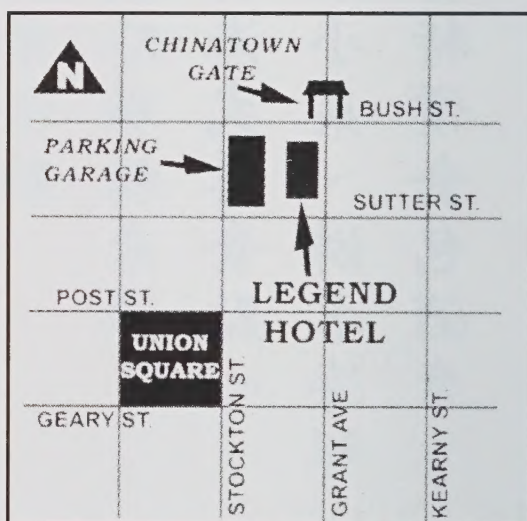 N
CHINATOWN
GATE
BUSH ST.
PARKING
GARAGE
SUTTER ST.
POST ST.
LEGEND
HOTEL
UNION
SQUARE
GEARY ST.
STOCKTON ST.
GRANT AVE
KEARNY ST.